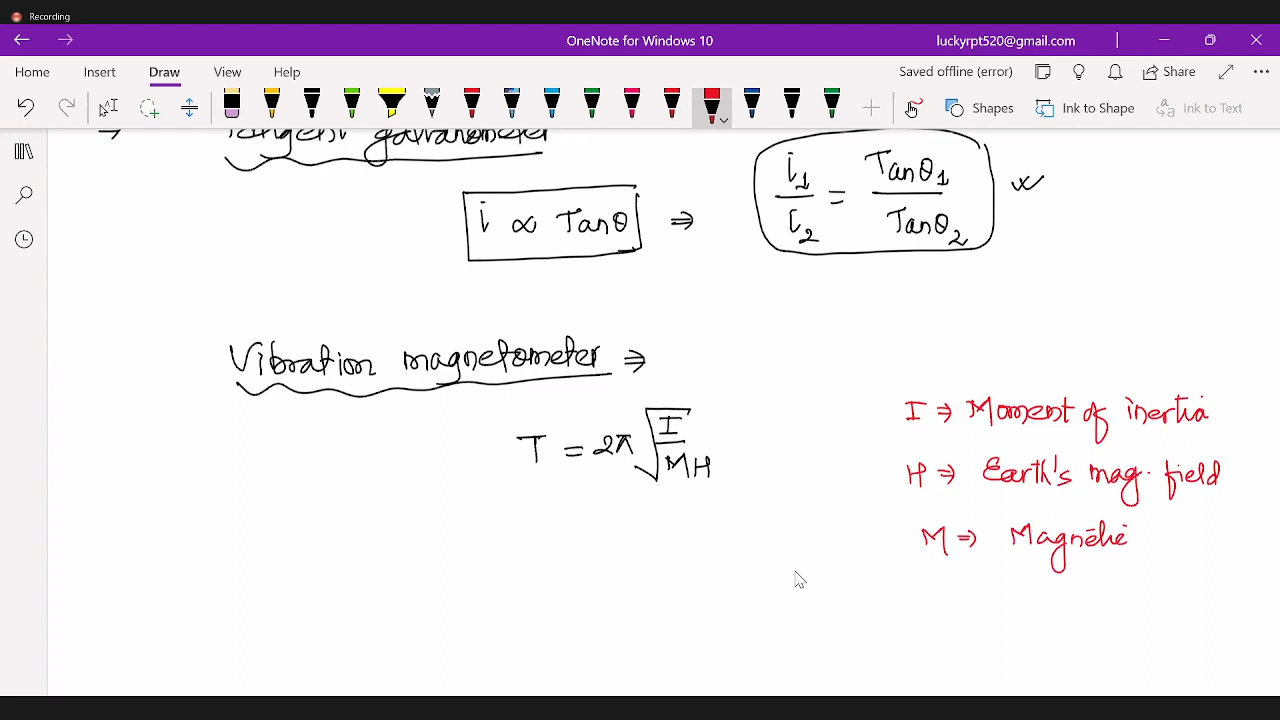 Recording
OneNote for Windows 10
luckyrpt520@gmail.com
Home Insert Draw View Help
Saved offline (error)
Share
Shapes
Ink to Shape
Ink to Text
⇒ Tangent galvanometer
i ∝ Tanθ ⇒ i₁/i₂ = Tanθ₁/Tanθ₂
Vibration magnetometer ⇒
T = 2π √(I/MH)
I ⇒ Moment of inertia
H ⇒ Earth's mag. field
M ⇒ Magnetic